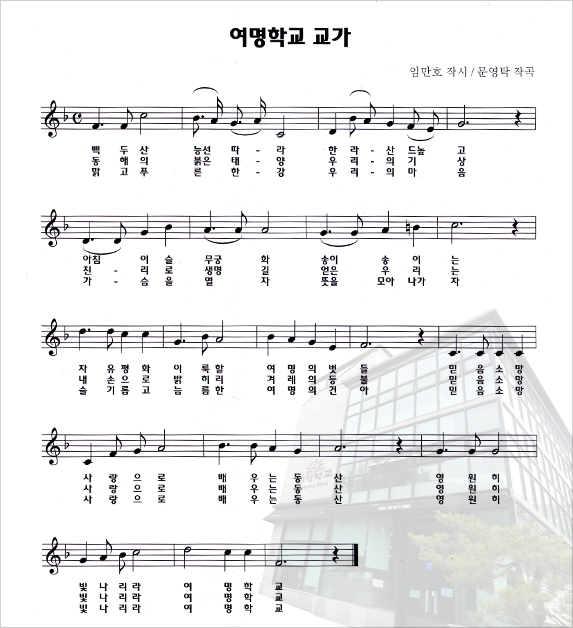 여명학교 교가
임만호 작시 / 문영탁 작곡
백 두 산 능선 따 - 라 한 라 - 산 드높 고
동 해 의 붉은 태 - 양 우 리 - 의 기 상
맑 고 푸 른 한 - 강 우 리 - 의 마 음
아침 이 슬 무궁 화 송이 송 이 는
진 - 리 로 생명 길 얻은 우 리 는
가 - 슴 을 열 자 뜻을 모아 나가 자
자 유 평 화 이 룩 할 여 명 의 벗 들 믿 음 소 망
내 손 으 로 밝 히 름 겨 레 의 등 불 믿 음 소 망
슬 기 롭 고 늠 름 한 여 명 의 건 아 믿 음 소 망
사 랑 으 로 배 우 는 동 산 영 원 히
사 랑 으 로 배 우 는 동 산 영 원 히
사 랑 으 로 배 우 는 동 산 영 원 히
빛 나 리 라 여 명 학 교
빛 나 리 라 여 명 학 교
빛 나 리 라 여 명 학 교